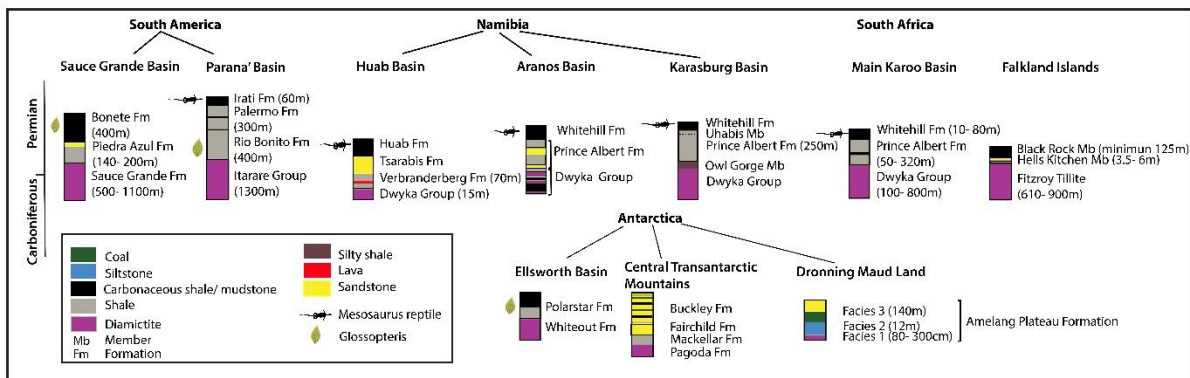 South America
Namibia
South Africa
Sauce Grande Basin
Parana' Basin
Huab Basin
Aranos Basin
Karasburg Basin
Main Karoo Basin
Falkland Islands
Permian
Carboniferous
Bonete Fm
(400m)
Piedra Azul Fm
(140- 200m)
Sauce Grande Fm
(500- 1100m)
Irati Fm (60m)
Palermo Fm
(300m)
Rio Bonito Fm
(400m)
Itarare Group
(1300m)
Huab Fm
Tsarabis Fm
Verbranderberg Fm (70m)
Dwyka Group (15m)
Whitehill Fm
Prince Albert Fm
Dwyka Group
Whitehill Fm
Uhabis Mb
Prince Albert Fm (250m)
Owl Gorge Mb
Dwyka Group
Whitehill Fm (10- 80m)
Prince Albert Fm
(50- 320m)
Dwyka Group
(100- 800m)
Black Rock Mb (minimun 125m)
Hells Kitchen Mb (3.5- 6m)
Fitzroy Tillite
(610- 900m)
Coal
Siltstone
Carbonaceous shale/ mudstone
Shale
Diamictite
Mb Member
Fm Formation
Silty shale
Lava
Sandstone
Mesosaurus reptile
Glossopteris
Antarctica
Ellsworth Basin
Central Transantarctic
Mountains
Dronning Maud Land
Polarstar Fm
Whiteout Fm
Buckley Fm
Fairchild Fm
Mackellar Fm
Pagoda Fm
Facies 3 (140m)
Facies 2 (12m)
Facies 1 (80- 300cm)
Amelang Plateau Formation